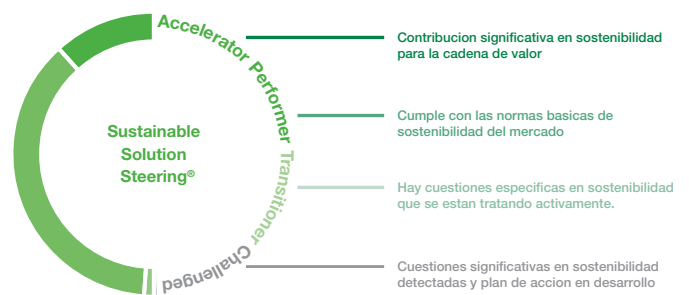 Accelerator
Performer
Transitioner
Challenged
Sustainable
Solution
Steering®
Contribucion significativa en sostenibilidad
para la cadena de valor
Cumple con las normas basicas de
sostenibilidad del mercado
Hay cuestiones especificas en sostenibilidad
que se estan tratando activamente.
Cuestiones significativas en sostenibilidad
detectadas y plan de accion en desarrollo